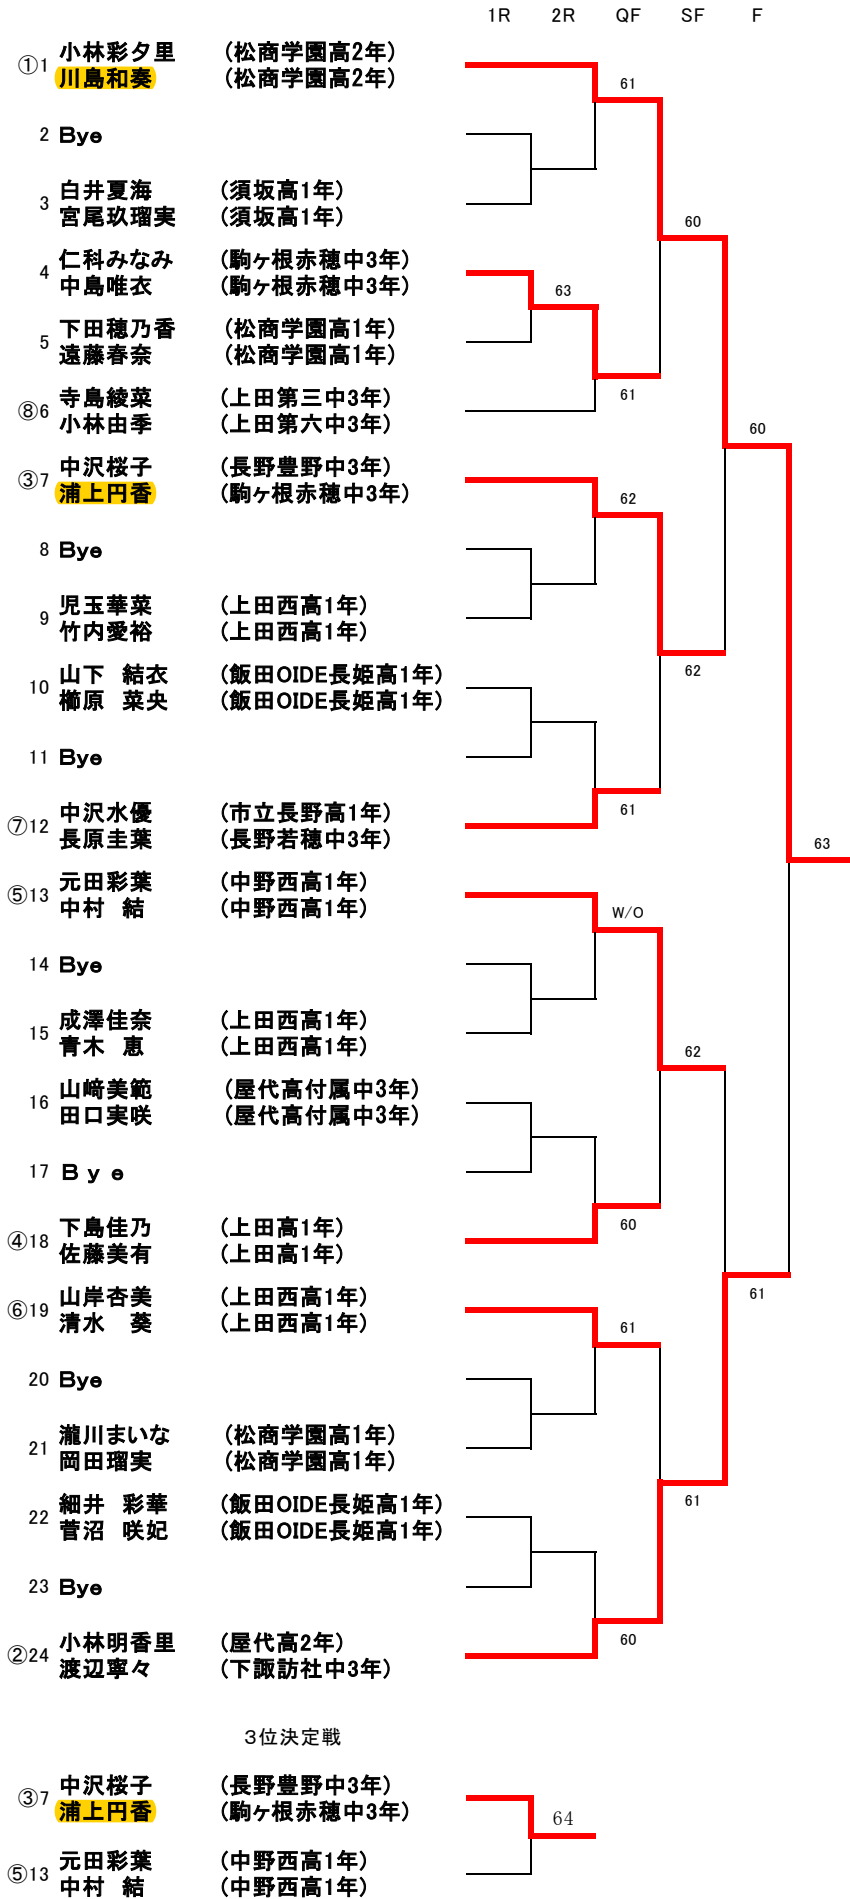 1R 2R QF SF F
①1 小林彩夕里 (松商学園高2年)
川島和奏 (松商学園高2年)
61
2 Bye
3 白井夏海 (須坂高1年)
宮尾玖瑠実 (須坂高1年)
60
4 仁科みなみ (駒ヶ根赤穂中3年)
中島唯衣 (駒ヶ根赤穂中3年)
63
5 下田穂乃香 (松商学園高1年)
遠藤春奈 (松商学園高1年)
61
⑧6 寺島綾菜 (上田第三中3年)
小林由季 (上田第六中3年)
60
③7 中沢桜子 (長野豊野中3年)
浦上円香 (駒ヶ根赤穂中3年)
62
8 Bye
9 児玉華菜 (上田西高1年)
竹内愛裕 (上田西高1年)
62
10 山下 結衣 (飯田OIDE長姫高1年)
櫛原 菜央 (飯田OIDE長姫高1年)
11 Bye
61
⑦12 中沢水優 (市立長野高1年)
長原圭葉 (長野若穂中3年)
63
⑤13 元田彩葉 (中野西高1年)
中村 結 (中野西高1年)
W/O
14 Bye
15 成澤佳奈 (上田西高1年)
青木 恵 (上田西高1年)
62
16 山﨑美範 (屋代高付属中3年)
田口実咲 (屋代高付属中3年)
17 Bye
60
④18 下島佳乃 (上田高1年)
佐藤美有 (上田高1年)
61
⑥19 山岸杏美 (上田西高1年)
清水 葵 (上田西高1年)
61
20 Bye
21 瀧川まいな (松商学園高1年)
岡田瑠実 (松商学園高1年)
61
22 細井 彩華 (飯田OIDE長姫高1年)
菅沼 咲妃 (飯田OIDE長姫高1年)
23 Bye
60
②24 小林明香里 (屋代高2年)
渡辺寧々 (下諏訪社中3年)
3位決定戦
③7 中沢桜子 (長野豊野中3年)
浦上円香 (駒ヶ根赤穂中3年)
64
⑤13 元田彩葉 (中野西高1年)
中村 結 (中野西高1年)